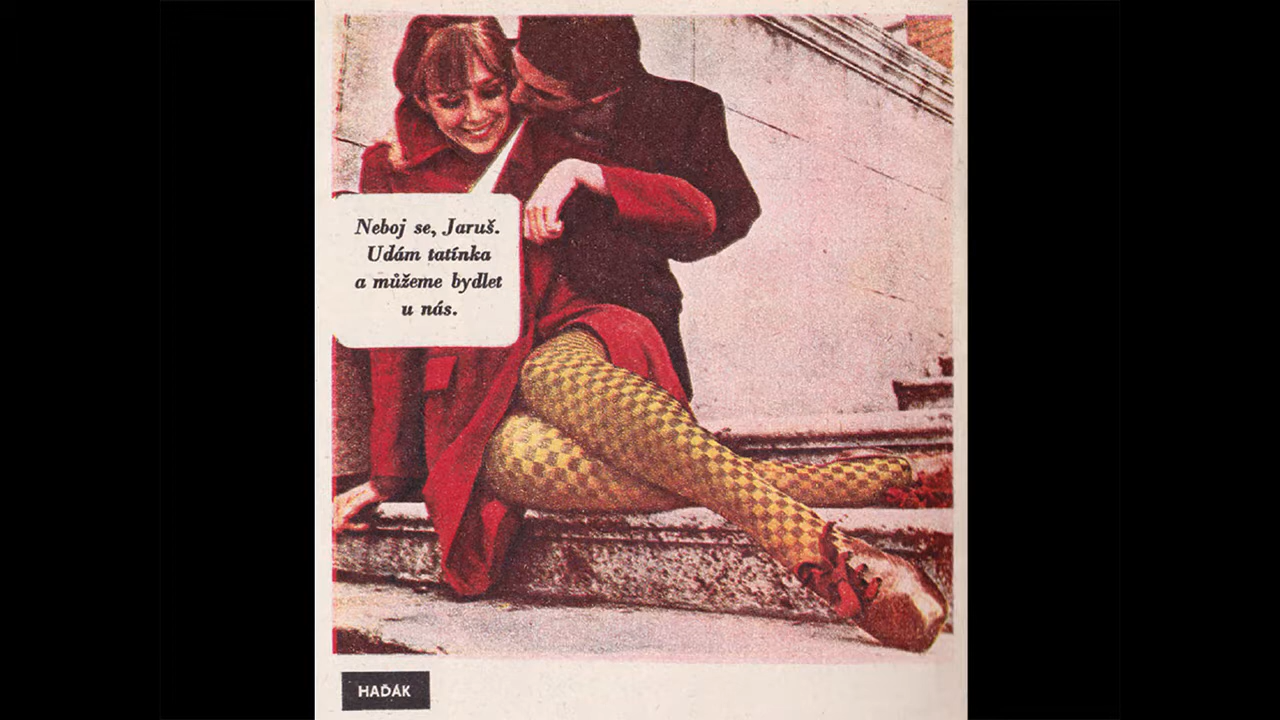 Neboj se, Jaruš.
Udám tatínka
a můžeme bydlet
u nás.
HAĎÁK